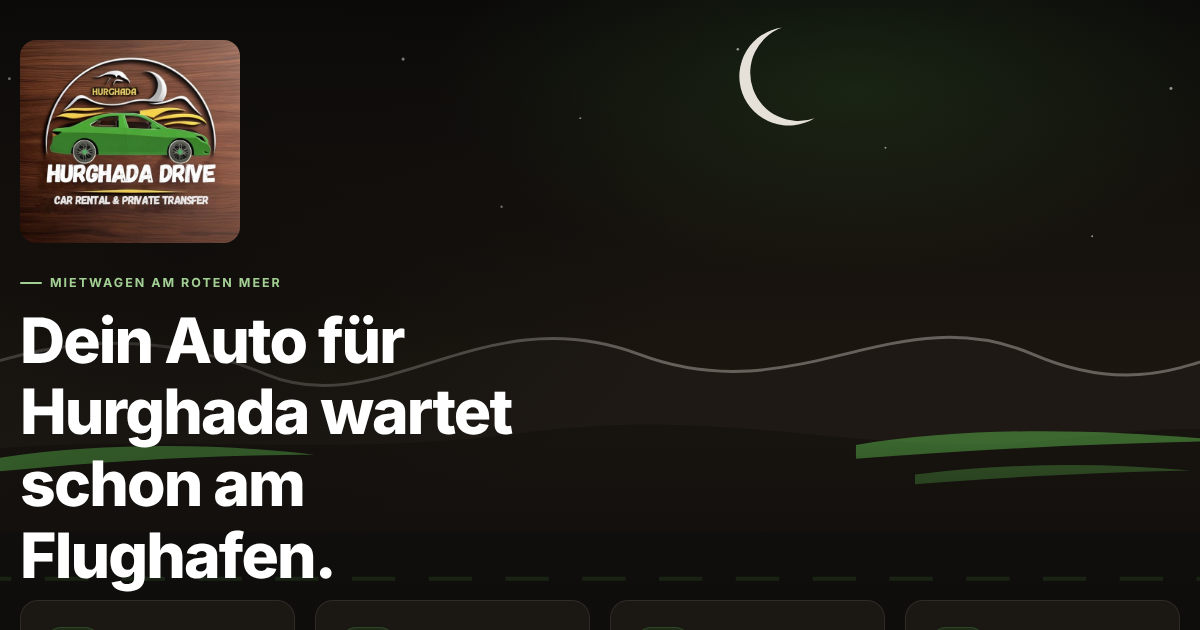 HURGHADA
HURGHADA DRIVE
CAR RENTAL & PRIVATE TRANSFER
MIETWAGEN AM ROTEN MEER
Dein Auto für
Hurghada wartet
schon am
Flughafen.